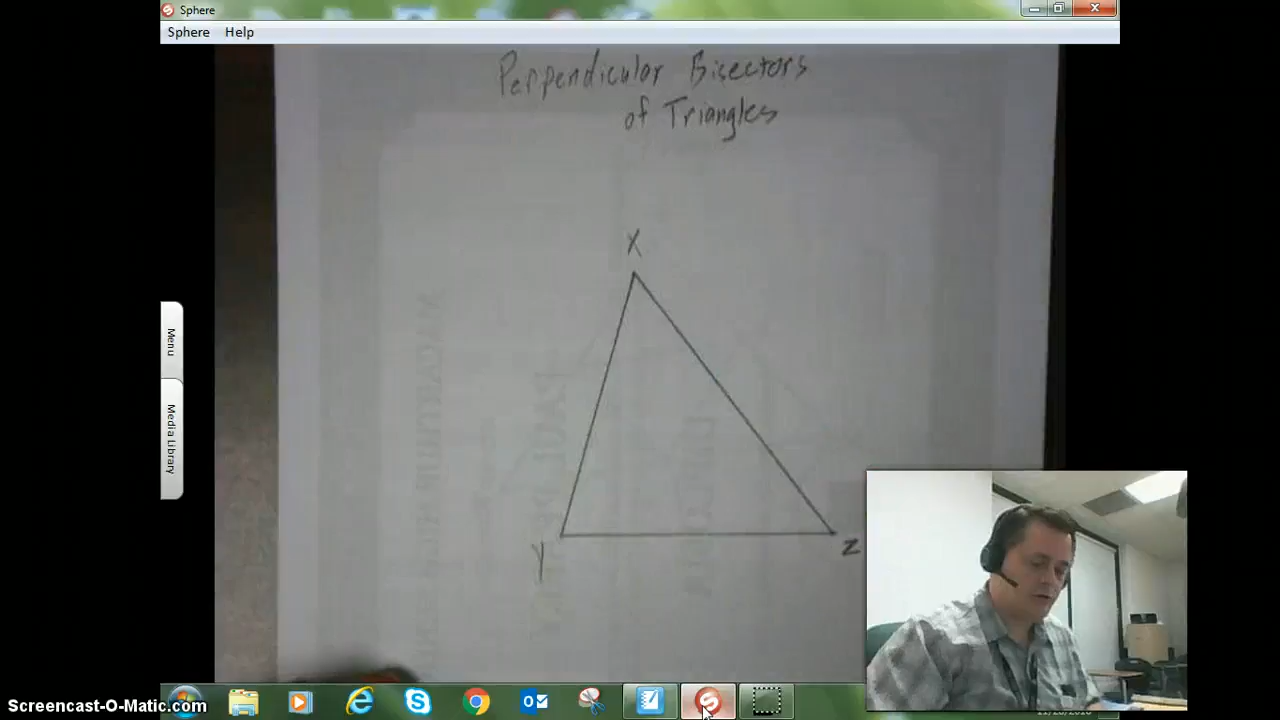 Sphere
Sphere Help
Perpendicular Bisectors
of Triangles
X
Menu
Media Library
Y
Z
Screencast-O-Matic.com